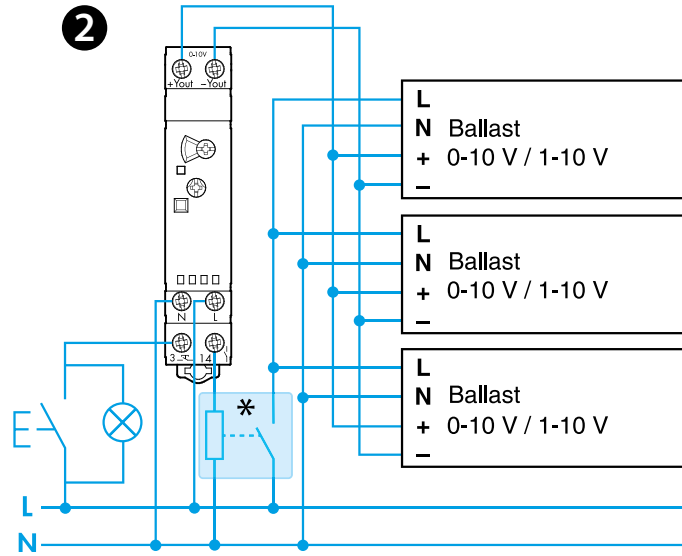 2
0-10V
+Yout -Yout
L
N Ballast
+ 0-10 V / 1-10 V
–
L
N Ballast
+ 0-10 V / 1-10 V
–
N L
3 14
L
N Ballast
+ 0-10 V / 1-10 V
–
*
L
N